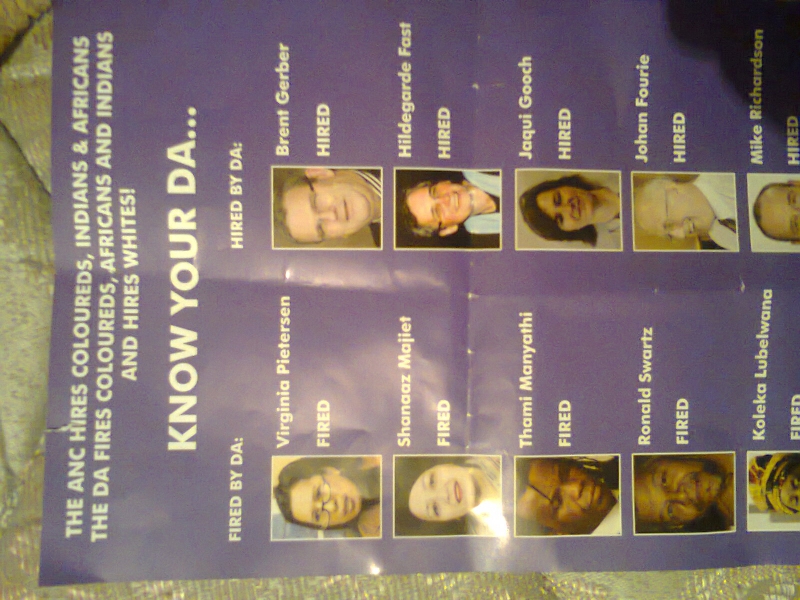 THE ANC HIRES COLOUREDS, INDIANS & AFRICANS
THE DA FIRES COLOUREDS, AFRICANS AND INDIANS
AND HIRES WHITES!
KNOW YOUR DA...
FIRED BY DA:
HIRED BY DA:
Virginia Pietersen
FIRED
Brent Gerber
HIRED
Shanaaz Majiet
FIRED
Hildegarde Fast
HIRED
Thami Manyathi
FIRED
Jaqui Gooch
HIRED
Ronald Swartz
FIRED
Johan Fourie
HIRED
Koleka Lubelwana
FIRED
Mike Richardson
HIRED